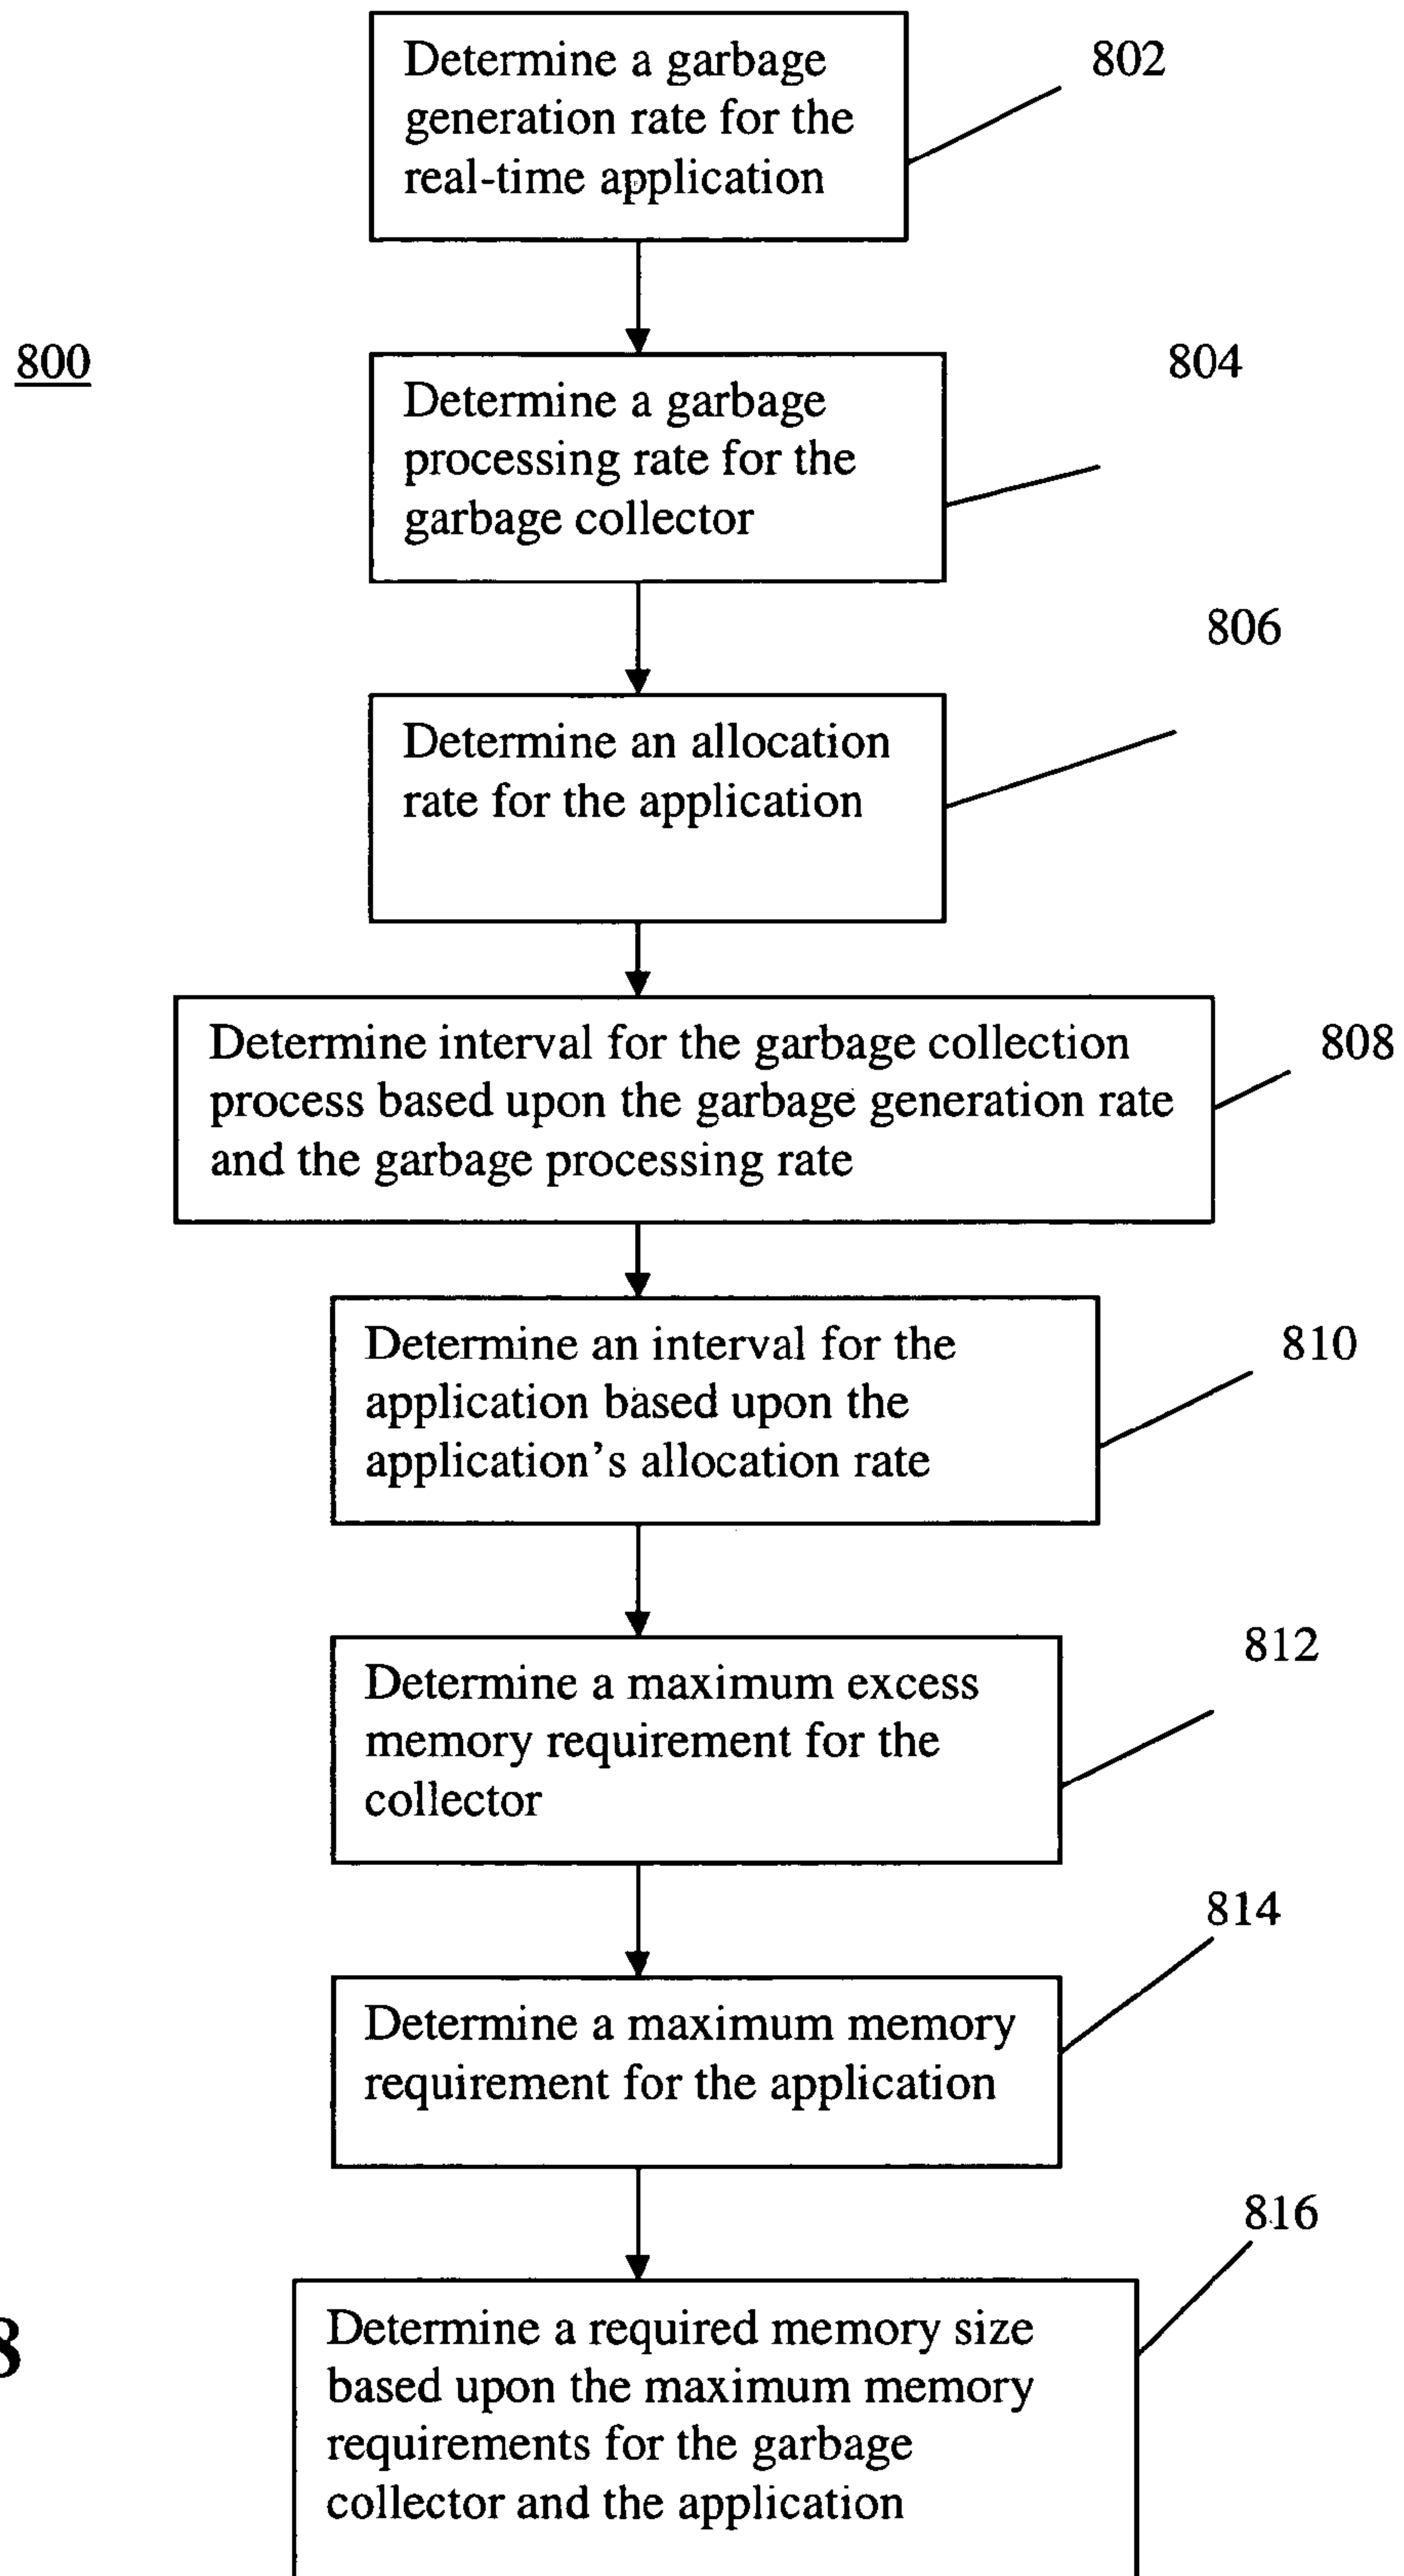 Determine a garbage
generation rate for the
real-time application
802
800
Determine a garbage
processing rate for the
garbage collector
804
Determine an allocation
rate for the application
806
Determine interval for the garbage collection
process based upon the garbage generation rate
and the garbage processing rate
808
Determine an interval for the
application based upon the
application's allocation rate
810
Determine a maximum excess
memory requirement for the
collector
812
Determine a maximum memory
requirement for the application
814
Determine a required memory size
based upon the maximum memory
requirements for the garbage
collector and the application
816
8